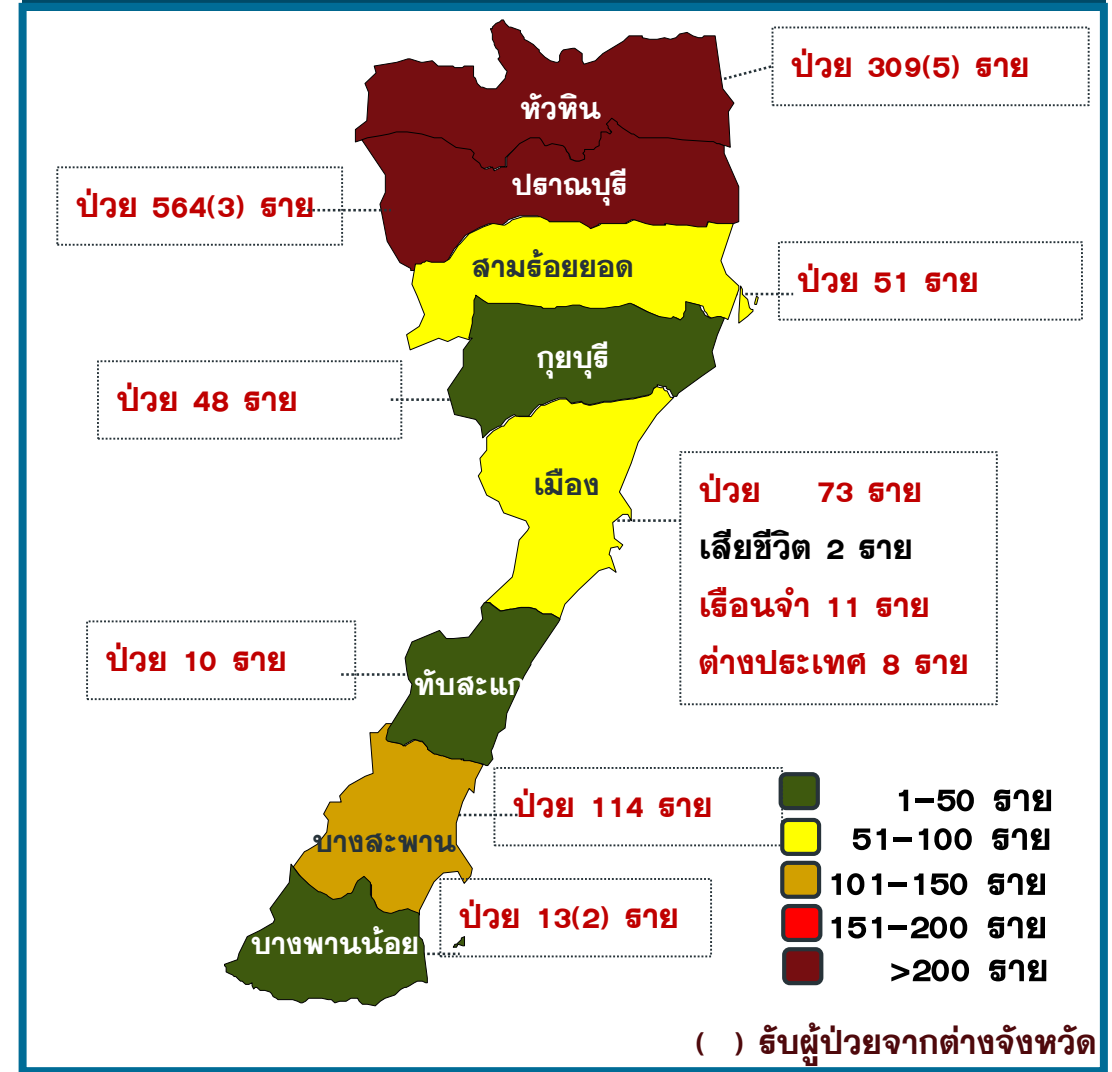 ป่วย 309(5) ราย
หัวหิน
ปราณบุรี
ป่วย 564(3) ราย
สามร้อยยอด
ป่วย 51 ราย
กุยบุรี
ป่วย 48 ราย
เมือง
ป่วย 73 ราย
เสียชีวิต 2 ราย
เรือนจำ 11 ราย
ต่างประเทศ 8 ราย
ป่วย 10 ราย
ทับสะแก
ป่วย 114 ราย
บางสะพาน
ป่วย 13(2) ราย
บางพานน้อย
1-50 ราย
51-100 ราย
101-150 ราย
151-200 ราย
>200 ราย
( ) รับผู้ป่วยจากต่างจังหวัด